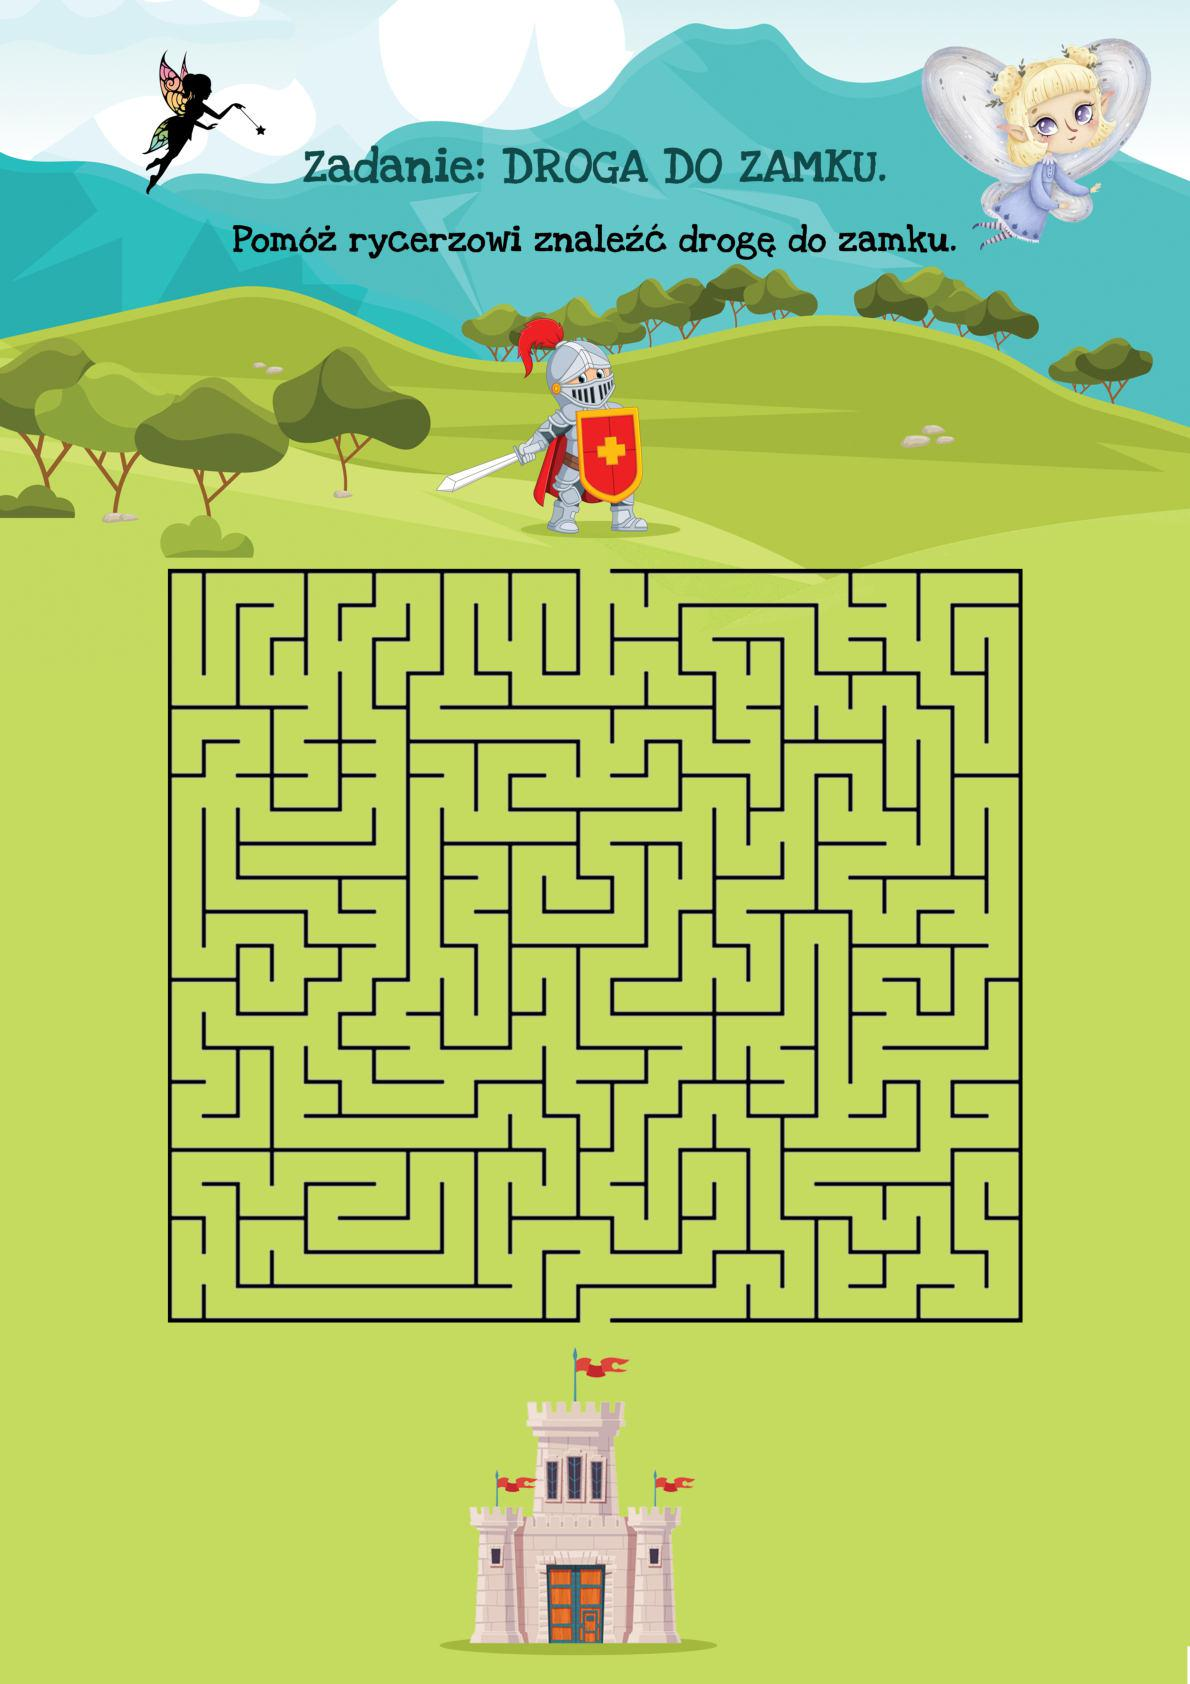 Zadanie: DROGA DO ZAMKU.
Pomóż rycerzowi znaleźć drogę do zamku.